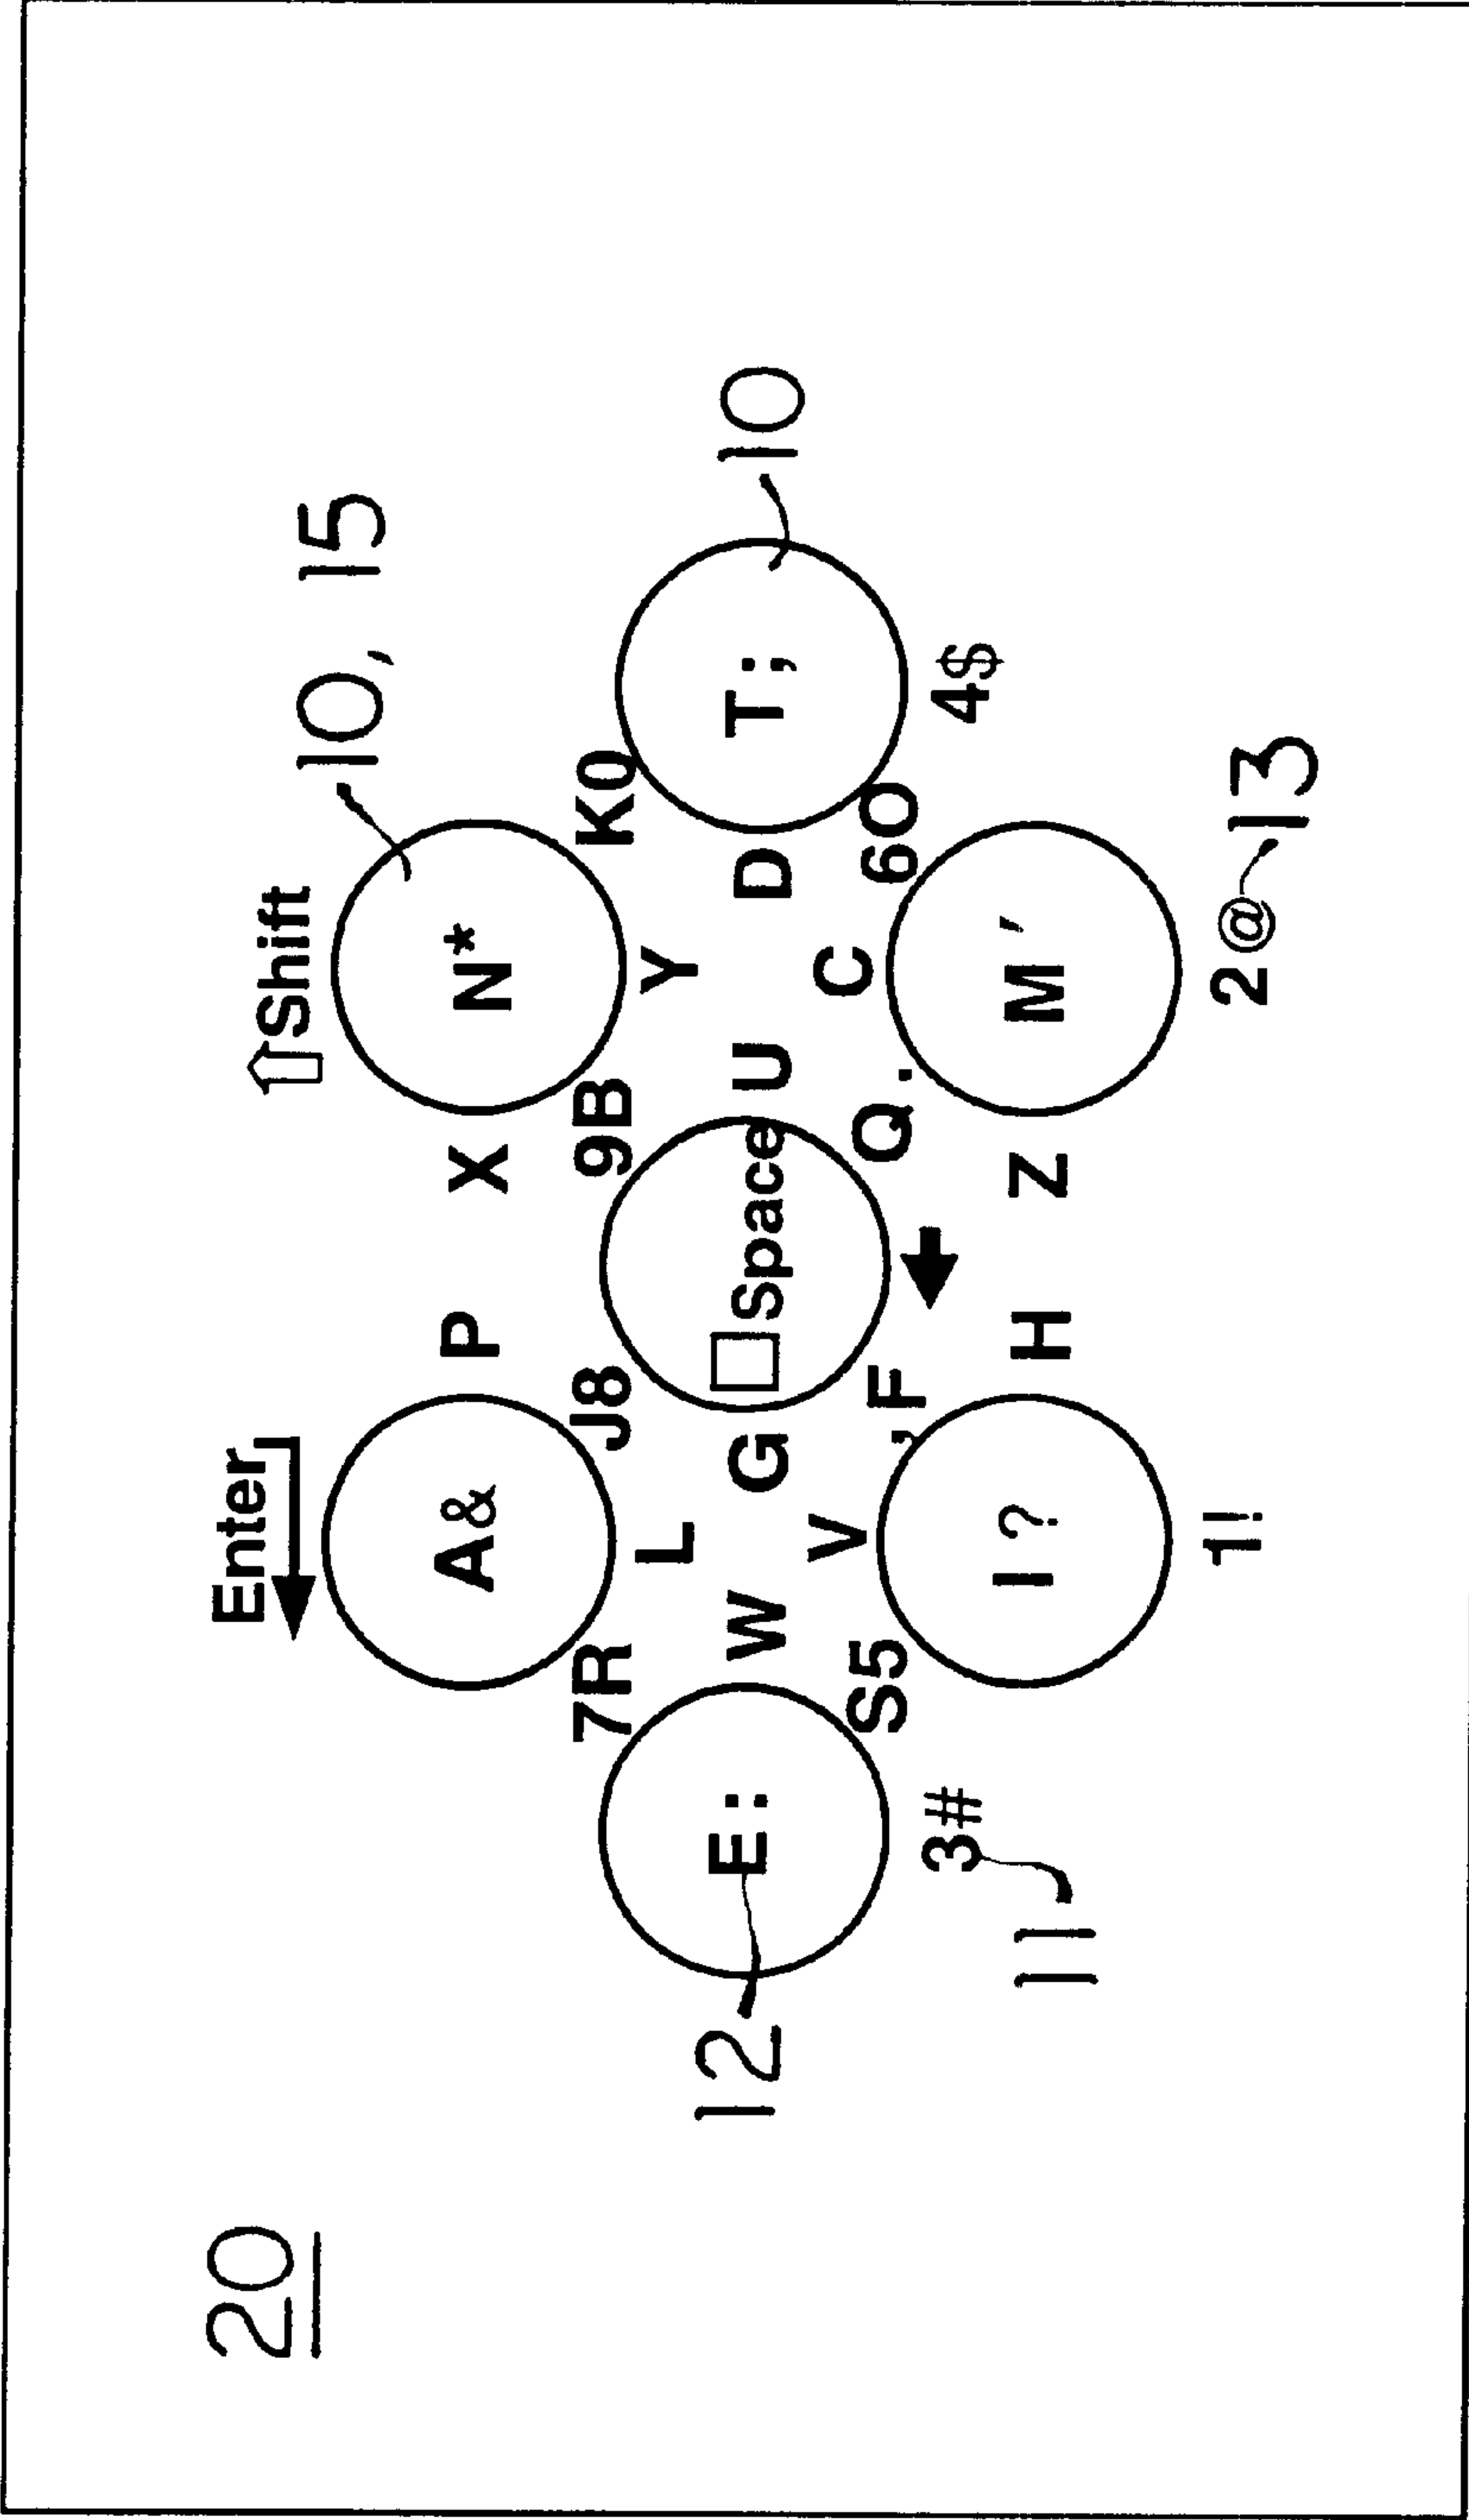 20
Enter
Shift
10, 15
A&
P
X
N*
7R
J8
9B
K0
L
Y
12
E:
W
G
Space
U
D
T;
10
V
C
S5
,F
Q.
6O
3#
4$
11
I?
H
Z
M'
1!
2@
13